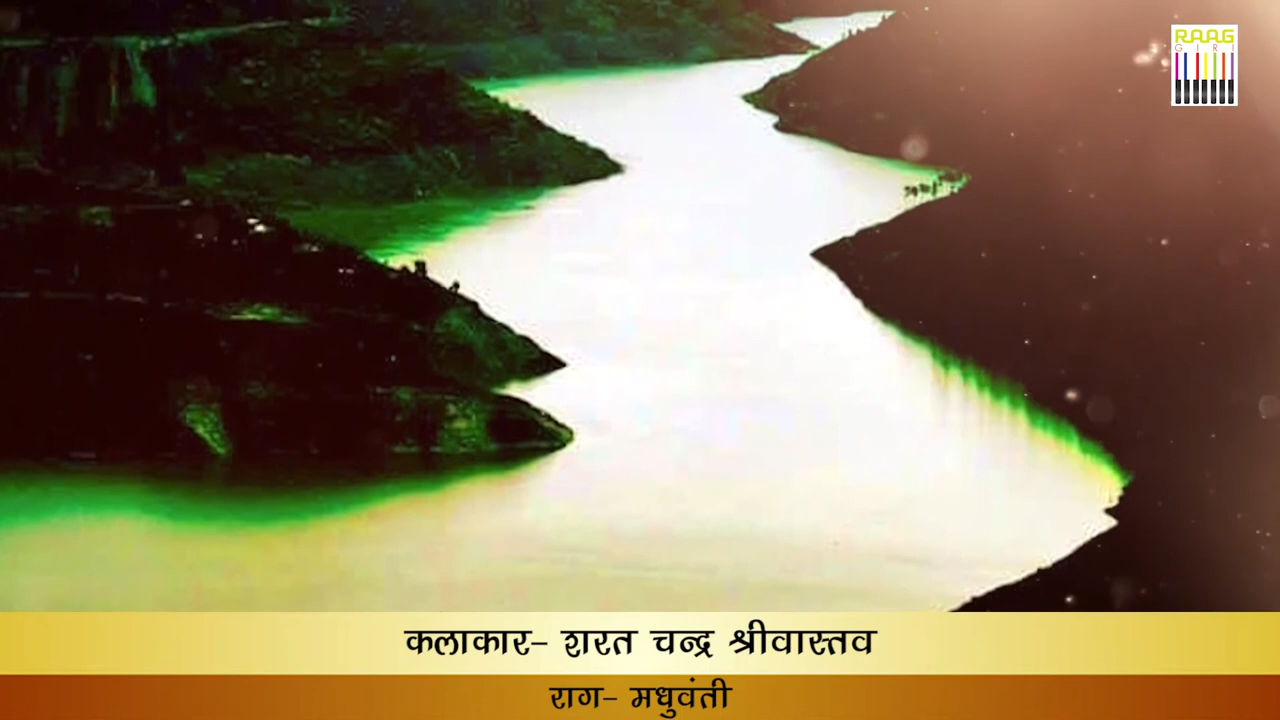 RAAG
GIRI
कलाकार- शरत चन्द्र श्रीवास्तव
राग- मधुवंती